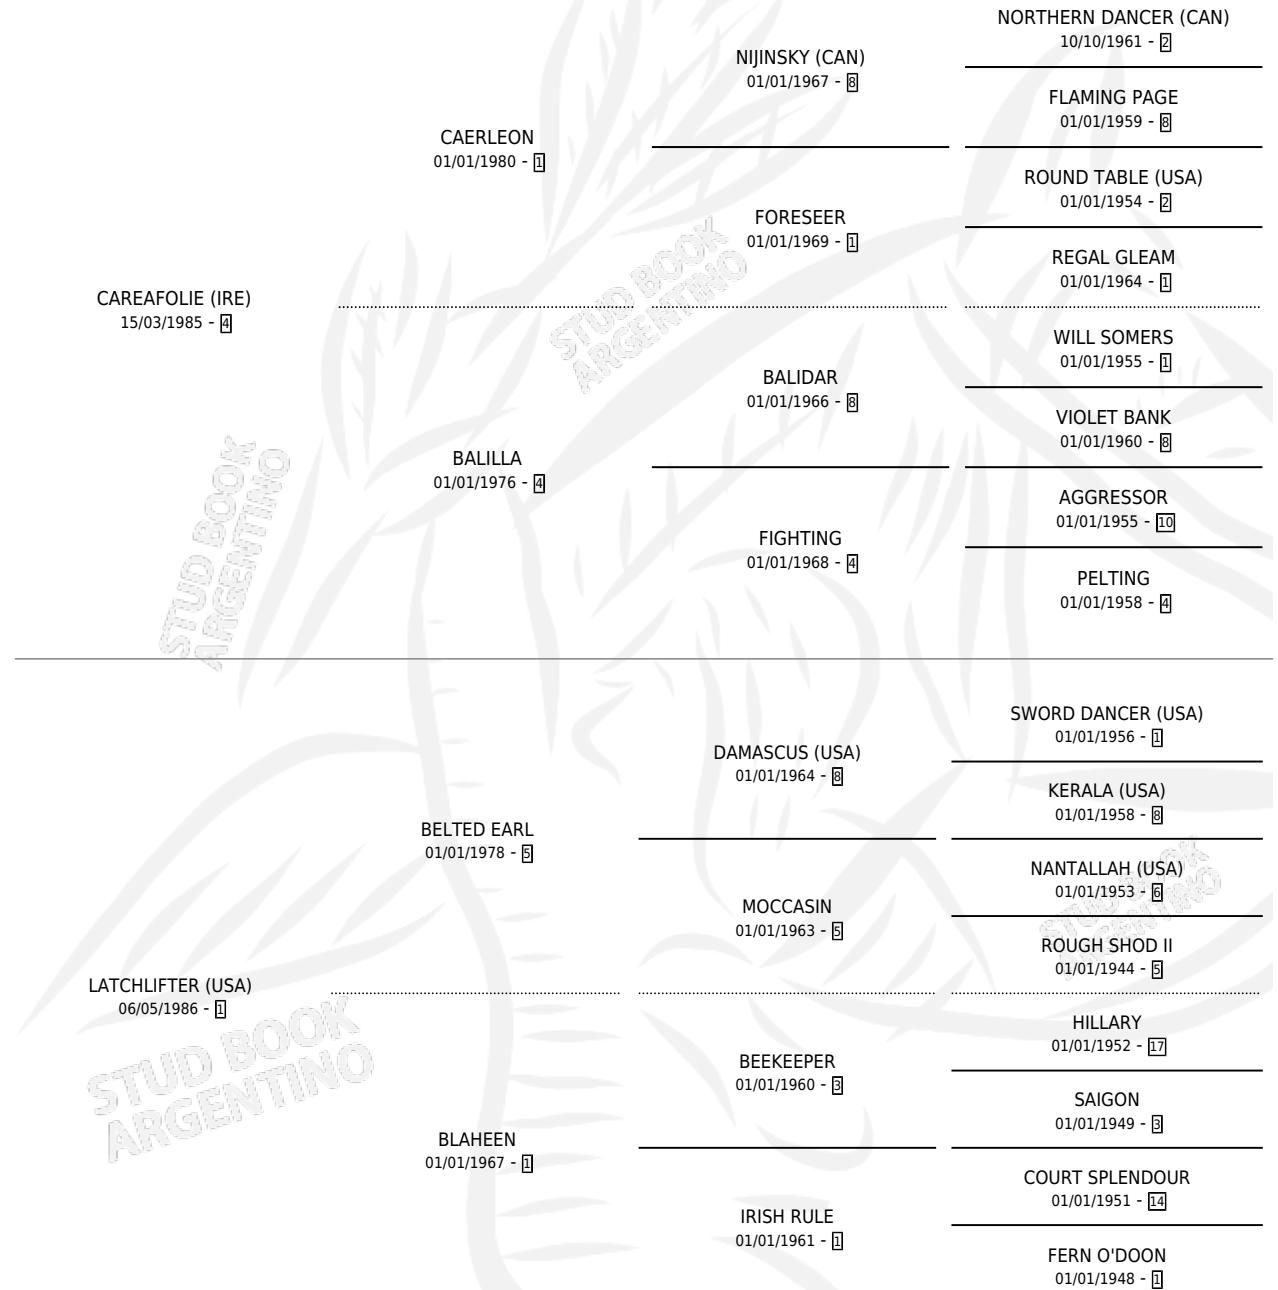 NORTHERN DANCER (CAN)
10/10/1961 - 2
NIJINSKY (CAN)
01/01/1967 - 8
FLAMING PAGE
01/01/1959 - 8
CAERLEON
01/01/1980 - 1
ROUND TABLE (USA)
01/01/1954 - 2
FORESEER
01/01/1969 - 1
REGAL GLEAM
01/01/1964 - 1
CAREAFOLIE (IRE)
15/03/1985 - 4
WILL SOMERS
01/01/1955 - 1
BALIDAR
01/01/1966 - 8
VIOLET BANK
01/01/1960 - 8
BALILLA
01/01/1976 - 4
AGGRESSOR
01/01/1955 - 10
FIGHTING
01/01/1968 - 4
PELTING
01/01/1958 - 4
STUD BOOK
ARGENTINO
STUD BOOK
ARGENTINO
SWORD DANCER (USA)
01/01/1956 - 1
DAMASCUS (USA)
01/01/1964 - 8
KERALA (USA)
01/01/1958 - 8
BELTED EARL
01/01/1978 - 5
NANTALLAH (USA)
01/01/1953 - 6
MOCCASIN
01/01/1963 - 5
ROUGH SHOD II
01/01/1944 - 5
LATCHLIFTER (USA)
06/05/1986 - 1
HILLARY
01/01/1952 - 17
BEEKEEPER
01/01/1960 - 3
SAIGON
01/01/1949 - 3
BLAHEEN
01/01/1967 - 1
COURT SPLENDOUR
01/01/1951 - 14
IRISH RULE
01/01/1961 - 1
FERN O'DOON
01/01/1948 - 1
STUD BOOK
ARGENTINO
STUD BOOK
ARGENTINO